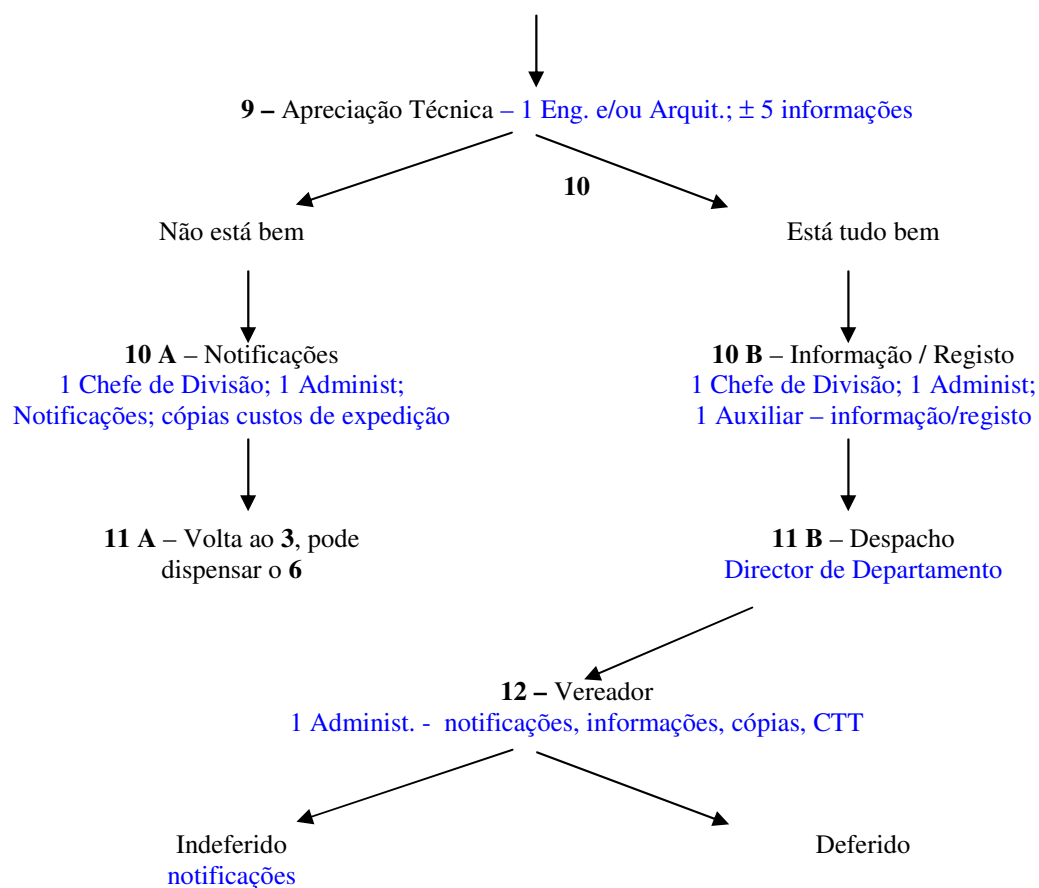 9 – Apreciação Técnica – 1 Eng. e/ou Arquit.; ± 5 informações
10
Não está bem
Está tudo bem
10 A – Notificações
1 Chefe de Divisão; 1 Administ;
Notificações; cópias custos de expedição
10 B – Informação / Registo
1 Chefe de Divisão; 1 Administ;
1 Auxiliar – informação/registo
11 A – Volta ao 3, pode
dispensar o 6
11 B – Despacho
Director de Departamento
12 – Vereador
1 Administ. - notificações, informações, cópias, CTT
Indeferido
notificações
Deferido